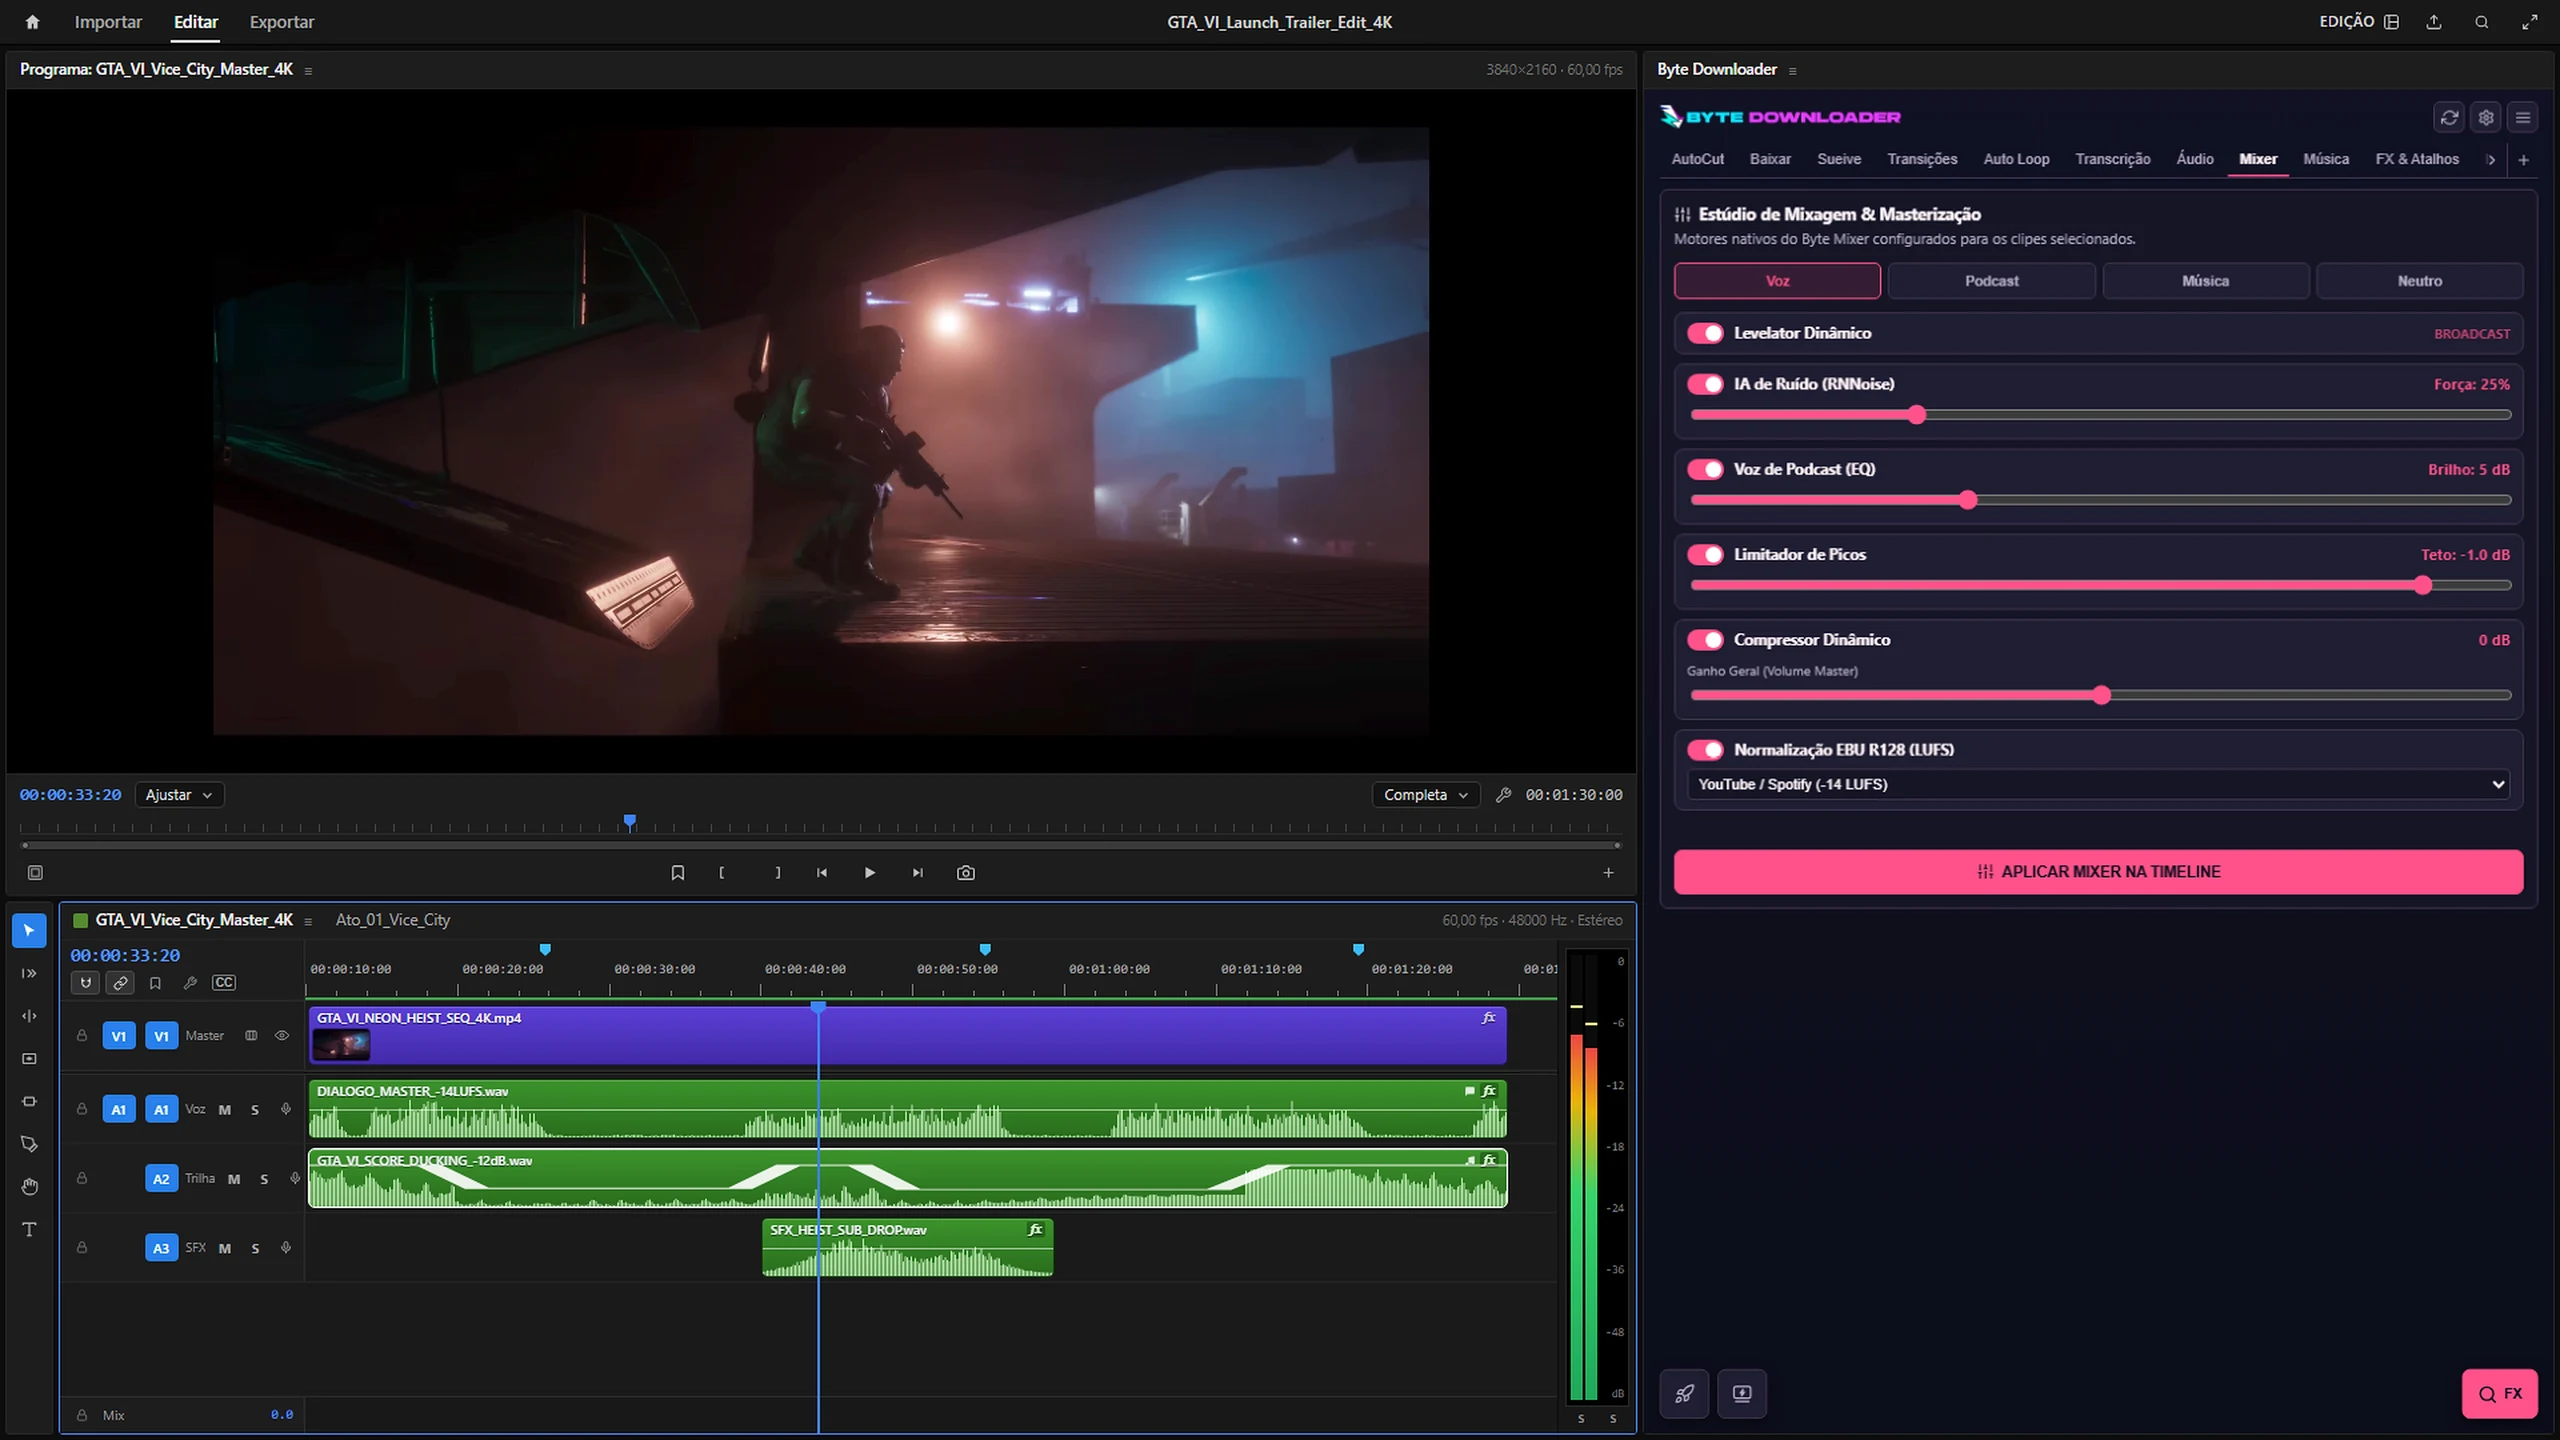 Importar Editar Exportar
GTA_VI_Launch_Trailer_Edit_4K
EDIÇÃO
Programa: GTA_VI_Vice_City_Master_4K
3840×2160 · 60,00 fps
00:00:33:20 Ajustar
Completa 00:01:30:00
GTA_VI_Vice_City_Master_4K Ato_01_Vice_City
60,00 fps · 48000 Hz · Estéreo
00:00:33:20
CC
00:00:10:00 00:00:20:00 00:00:30:00 00:00:40:00 00:00:50:00 00:01:00:00 00:01:10:00 00:01:20:00 00:01
V1 V1 Master
GTA_VI_NEON_HEIST_SEQ_4K.mp4 fx
A1 A1 Voz M S
DIALOGO_MASTER_-14LUFS.wav fx
A2 Trilha M S
GTA_VI_SCORE_DUCKING_-12dB.wav fx
A3 SFX M S
SFX_HEIST_SUB_DROP.wav fx
Mix 0.0
0
-6
-12
-18
-24
-36
-48
dB
S S
Byte Downloader
BYTE DOWNLOADER
AutoCut Baixar Sueive Transições Auto Loop Transcrição Áudio Mixer Música FX & Atalhos
Estúdio de Mixagem & Masterização
Motores nativos do Byte Mixer configurados para os clipes selecionados.
Voz Podcast Música Neutro
Levelator Dinâmico BROADCAST
IA de Ruído (RNNoise) Força: 25%
Voz de Podcast (EQ) Brilho: 5 dB
Limitador de Picos Teto: -1.0 dB
Compressor Dinâmico 0 dB
Ganho Geral (Volume Master)
Normalização EBU R128 (LUFS)
YouTube / Spotify (-14 LUFS)
APLICAR MIXER NA TIMELINE
FX